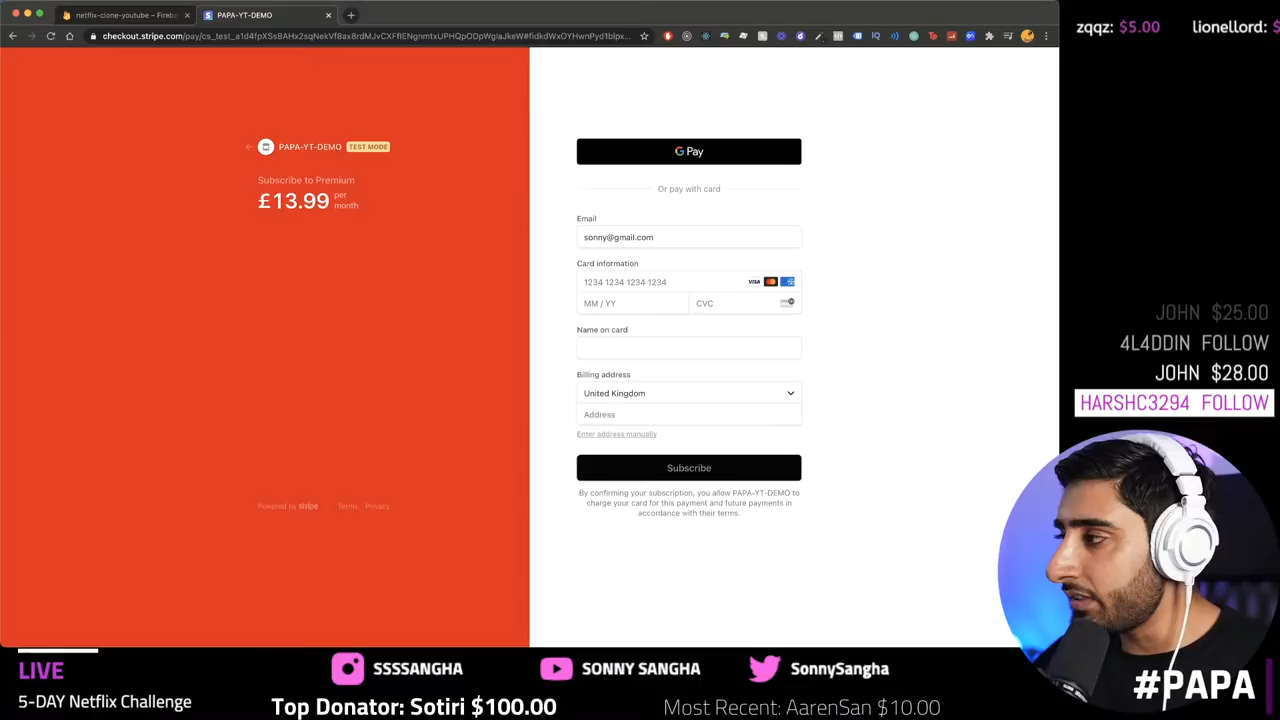 netflix-clone-youtube – Fireba
PAPA-YT-DEMO
zqqz: $5.00
lionellord: $
PAPA-YT-DEMO
TEST MODE
Subscribe to Premium
£13.99 per month
Powered by stripe
Terms
Privacy
G Pay
Or pay with card
Email
sonny@gmail.com
Card information
1234 1234 1234 1234
VISA
MM / YY
CVC
Name on card
Billing address
United Kingdom
Address
Enter address manually
Subscribe
By confirming your subscription, you allow PAPA-YT-DEMO to
charge your card for this payment and future payments in
accordance with their terms.
JOHN $25.00
4L4DDIN FOLLOW
JOHN $28.00
HARSHC3294 FOLLOW
LIVE
5-DAY Netflix Challenge
SSSSANGHA
SONNY SANGHA
SonnySangha
Top Donator: Sotiri $100.00
Most Recent: AarenSan $10.00
#PAPA